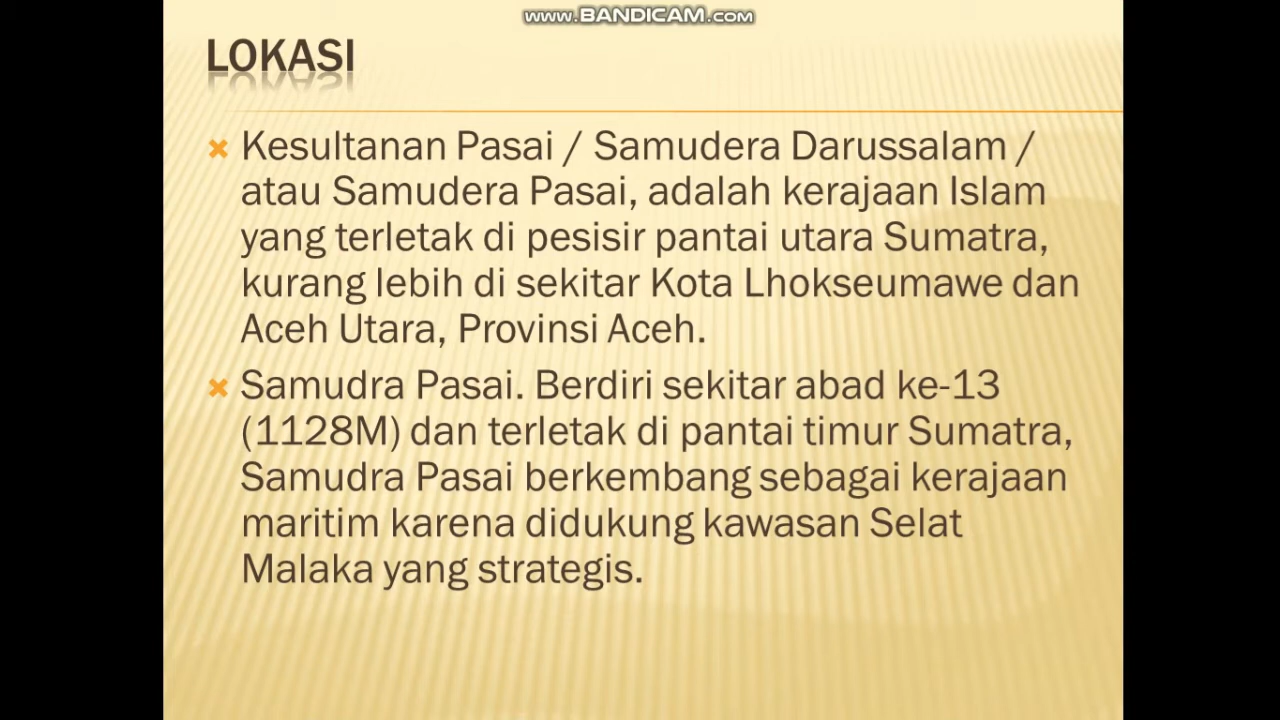 www.BANDICAM.com
LOKASI
Kesultanan Pasai / Samudera Darussalam /
atau Samudera Pasai, adalah kerajaan Islam
yang terletak di pesisir pantai utara Sumatra,
kurang lebih di sekitar Kota Lhokseumawe dan
Aceh Utara, Provinsi Aceh.
Samudra Pasai. Berdiri sekitar abad ke-13
(1128M) dan terletak di pantai timur Sumatra,
Samudra Pasai berkembang sebagai kerajaan
maritim karena didukung kawasan Selat
Malaka yang strategis.